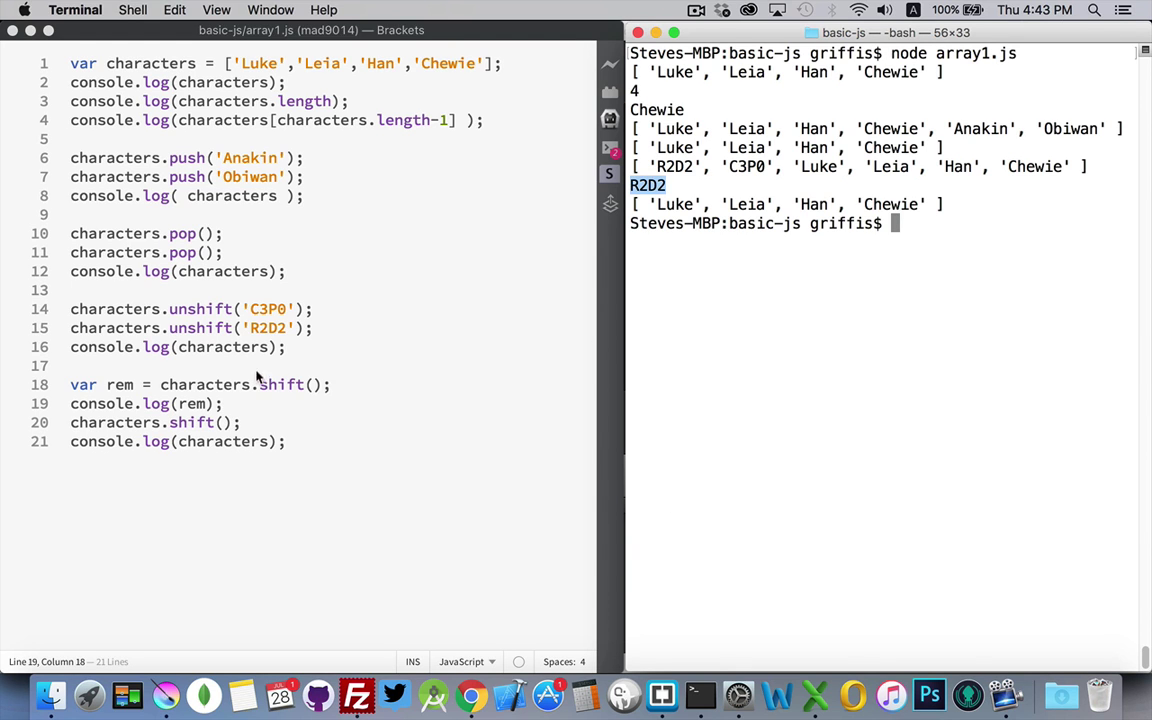 Terminal Shell Edit View Window Help 100% Thu 4:43 PM
basic-js/array1.js (mad9014) — Brackets
1 var characters = ['Luke','Leia','Han','Chewie'];
2 console.log(characters);
3 console.log(characters.length);
4 console.log(characters[characters.length-1] );
5
6 characters.push('Anakin');
7 characters.push('Obiwan');
8 console.log( characters );
9
10 characters.pop();
11 characters.pop();
12 console.log(characters);
13
14 characters.unshift('C3P0');
15 characters.unshift('R2D2');
16 console.log(characters);
17
18 var rem = characters.shift();
19 console.log(rem);
20 characters.shift();
21 console.log(characters);
Line 19, Column 18 — 21 Lines
INS JavaScript Spaces: 4
2
S
basic-js — -bash — 56×33
Steves-MBP:basic-js griffis$ node array1.js
[ 'Luke', 'Leia', 'Han', 'Chewie' ]
4
Chewie
[ 'Luke', 'Leia', 'Han', 'Chewie', 'Anakin', 'Obiwan' ]
[ 'Luke', 'Leia', 'Han', 'Chewie' ]
[ 'R2D2', 'C3P0', 'Luke', 'Leia', 'Han', 'Chewie' ]
R2D2
[ 'Luke', 'Leia', 'Han', 'Chewie' ]
Steves-MBP:basic-js griffis$
28 1 Fz 1 W X O Ps